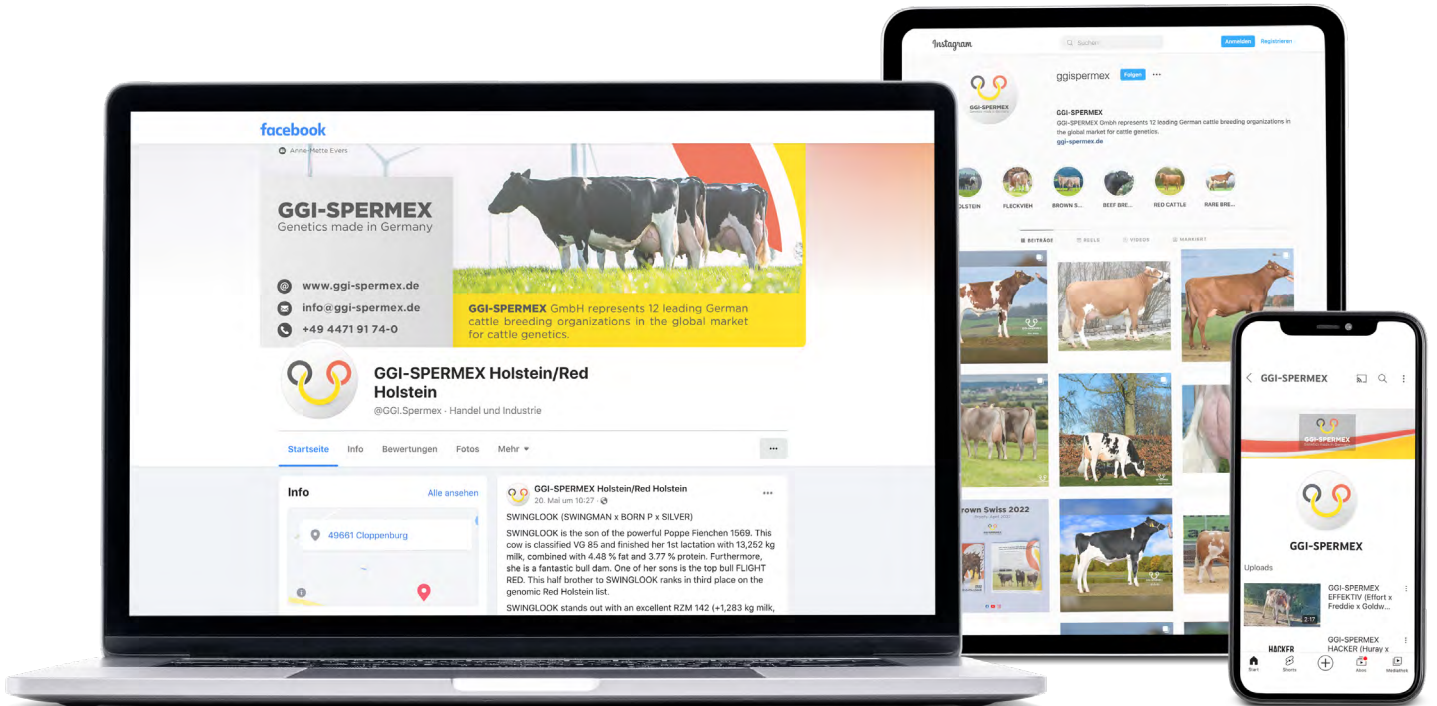 facebook
Anne-Mette Evers
GGI-SPERMEX
Genetics made in Germany
www.ggi-spermex.de
info@ggi-spermex.de
+49 4471 91 74-0
GGI-SPERMEX GmbH represents 12 leading German
cattle breeding organizations in the global market
for cattle genetics.
GGI-SPERMEX Holstein/Red
Holstein
@GGI.Spermex · Handel und Industrie
Startseite Info Bewertungen Fotos Mehr
Info Alle ansehen
49661 Cloppenburg
GGI-SPERMEX Holstein/Red Holstein
20. Mai um 10:27
SWINGLOOK (SWINGMAN x BORN P x SILVER)
SWINGLOOK is the son of the powerful Poppe Fienchen 1569. This
cow is classified VG 85 and finished her 1st lactation with 13,252 kg
milk, combined with 4.48 % fat and 3.77 % protein. Furthermore,
she is a fantastic bull dam. One of her sons is the top bull FLIGHT
RED. This half brother to SWINGLOOK ranks in third place on the
genomic Red Holstein list.
SWINGLOOK stands out with an excellent RZM 142 (+1,283 kg milk,
Instagram
Suchen
Anmelden Registrieren
GGI-SPERMEX
ggispermex Folgen
GGI-SPERMEX
GGI-SPERMEX Gmbh represents 12 leading German cattle breeding organizations in
the global market for cattle genetics.
ggi-spermex.de
OLSTEIN FLECKVIEH BROWN S... BEEF BRE... RED CATTLE RARE BRE...
BEITRÄGE REELS VIDEOS MARKIERT
rown Swiss 2022
GGI-SPERMEX
GGI-SPERMEX
GGI-SPERMEX
Uploads
GGI-SPERMEX
EFFEKTIV (Effort x
Freddie x Goldw...
2:17
HACKER
GGI-SPERMEX
HACKER (Huray x
Start Shorts Abos Mediathek